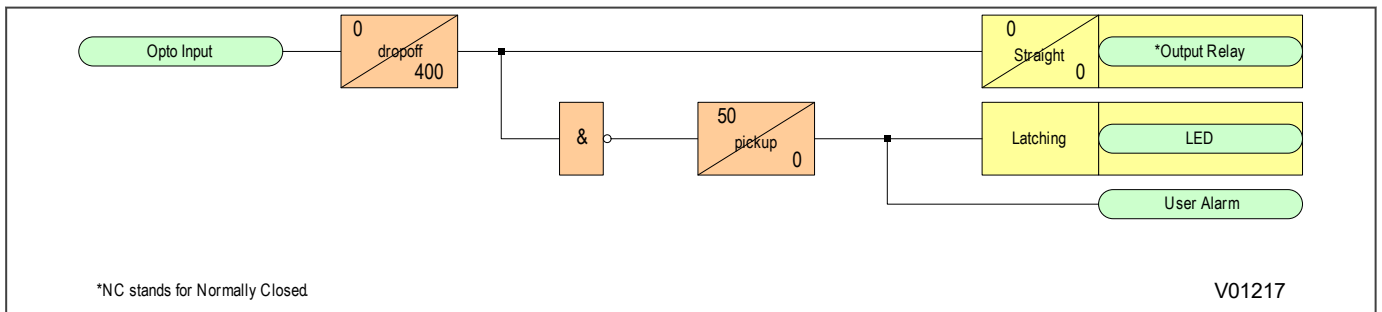 Opto Input
0
dropoff
400
0
Straight
0
*Output Relay
&
50
pickup
0
Latching
LED
User Alarm
*NC stands for Normally Closed.
V01217